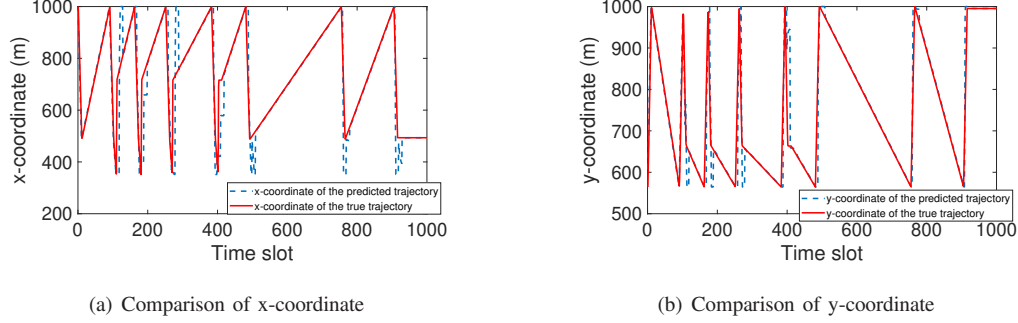 1000
800
600
400
200
x-coordinate (m)
x-coordinate of the predicted trajectory
x-coordinate of the true trajectory
0 200 400 600 800 1000
Time slot
(a) Comparison of x-coordinate
1000
900
800
700
600
500
y-coordinate (m)
y-coordinate of the predicted trajectory
y-coordinate of the true trajectory
0 200 400 600 800 1000
Time slot
(b) Comparison of y-coordinate